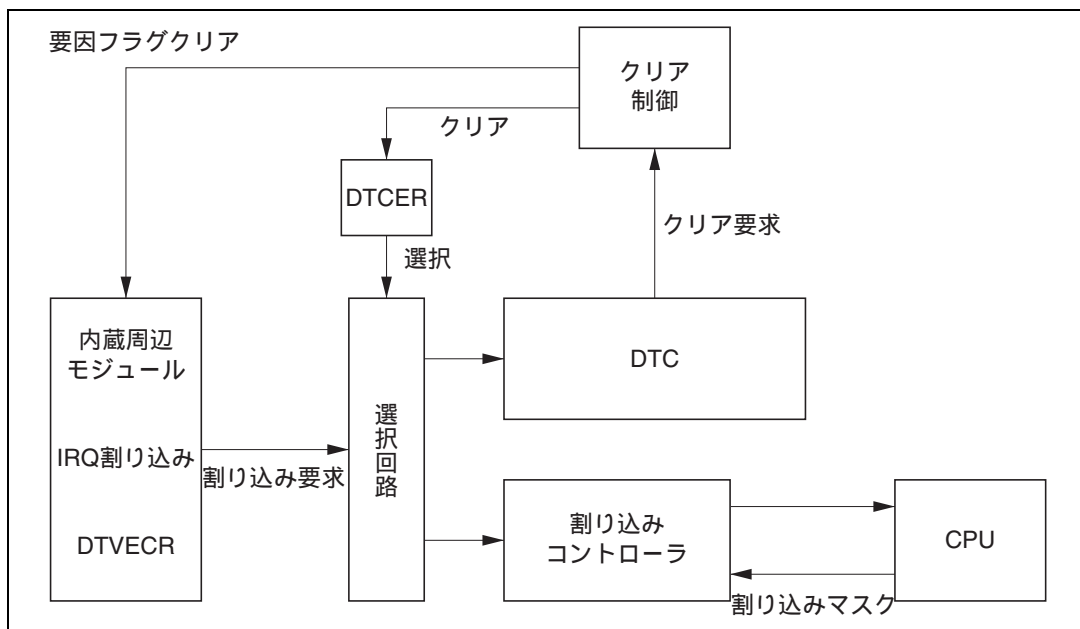 要因フラグクリア
クリア
制御
クリア
DTCER
クリア要求
選択
内蔵周辺
モジュール
DTC
選択回路
IRQ割り込み
割り込み要求
割り込み
コントローラ
CPU
DTVECR
割り込みマスク